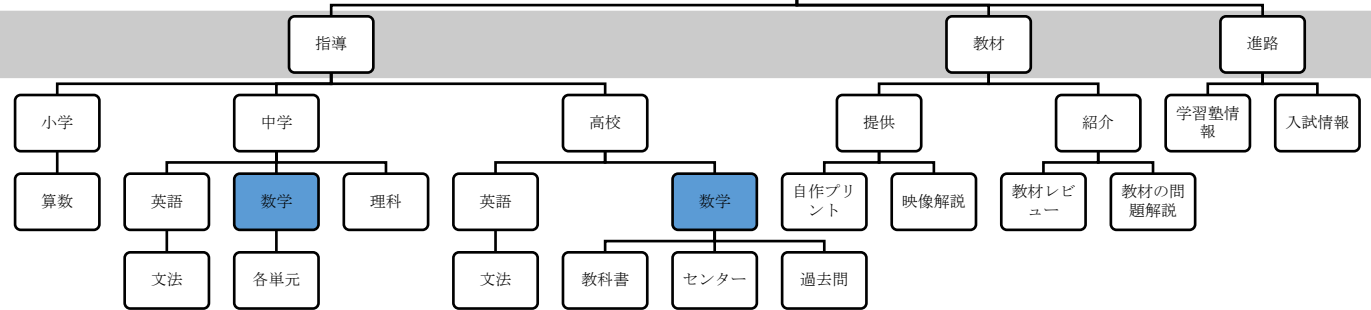 指導
教材
進路
小学
中学
高校
提供
紹介
学習塾情
報
入試情報
算数
英語
数学
理科
英語
数学
自作プリ
ント
映像解説
教材レビ
ュー
教材の問
題解説
文法
各単元
文法
教科書
センター
過去問